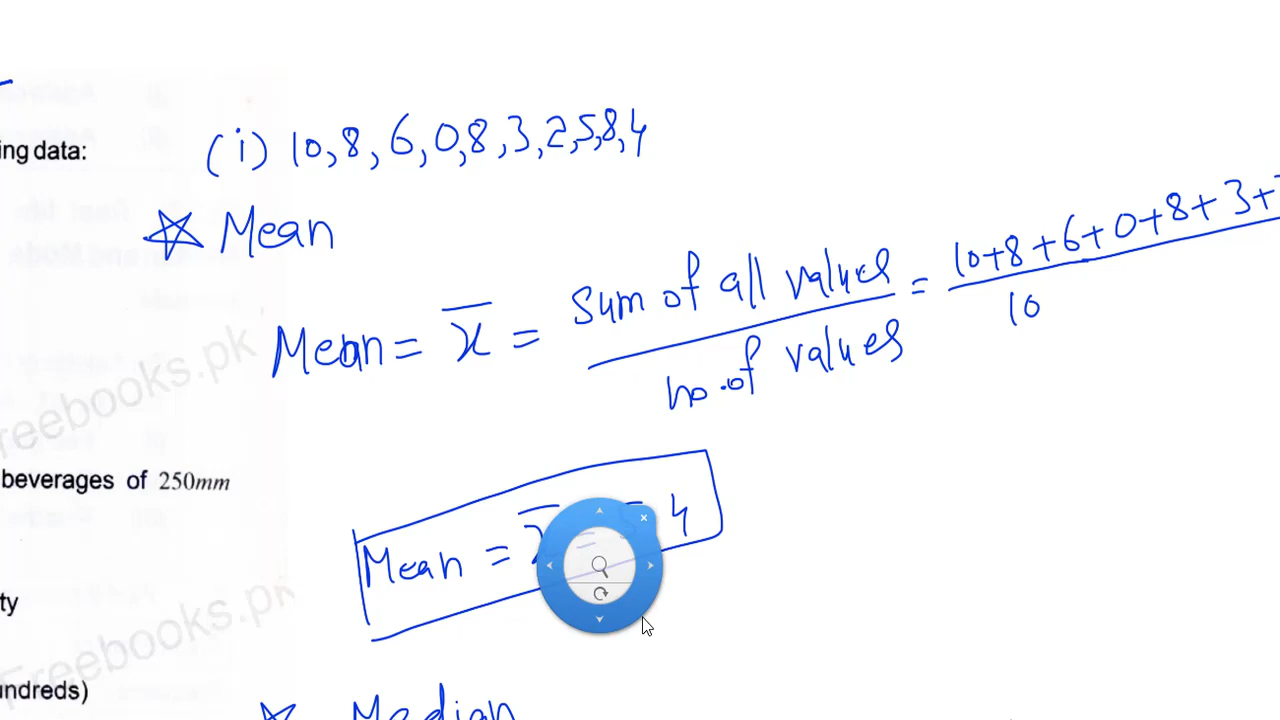 (i) 10, 8, 6, 0, 8, 3, 2, 5, 8, 4
ing data:
Mean
Mean = x̄ = sum of all values / no. of values = 10+8+6+0+8+3+ / 10
Freebooks.pk
beverages of 250mm
Mean = 4
ty
Freebooks.pk
undreds)
Median